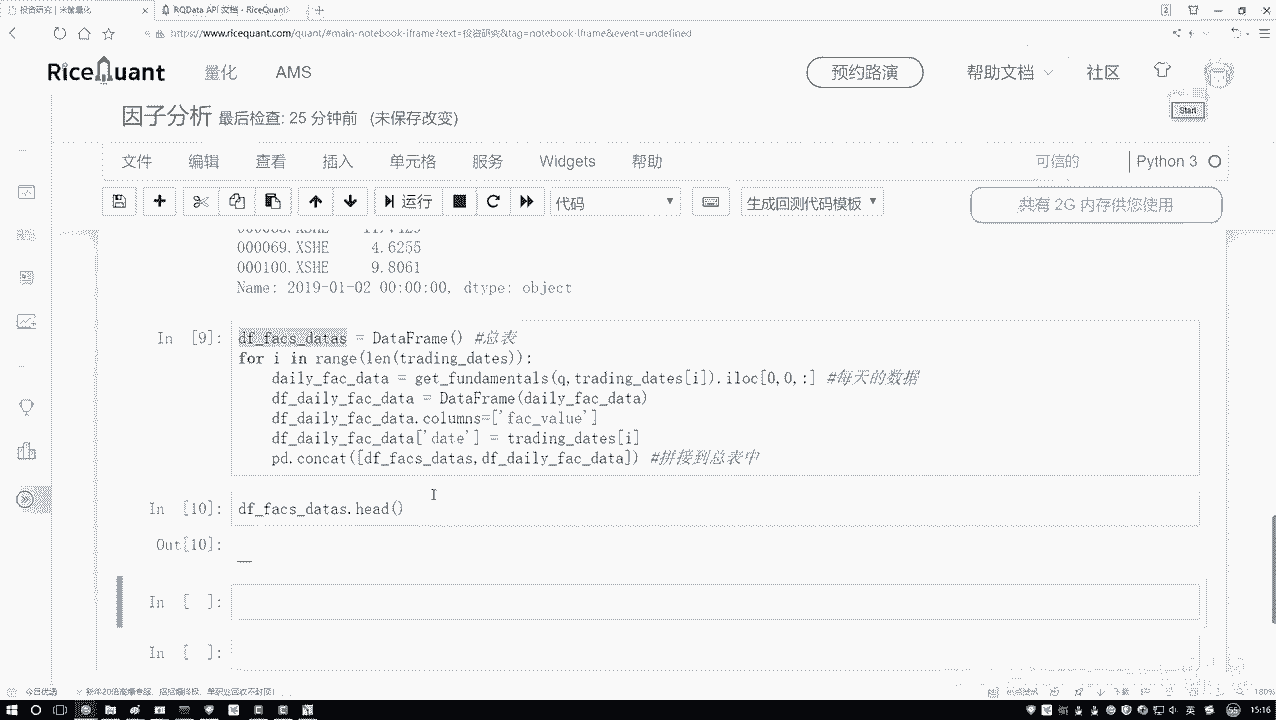 投资研究 | 米筐量化
RQData API 文档 - RiceQuant
https://www.ricequant.com/quant/#main-notebook-iframe?text=投资研究&tag=notebook-iframe&event=undefined
RiceQuant 量化 AMS 预约路演 帮助文档 社区
Start
因子分析 最后检查: 25 分钟前 (未保存改变)
文件 编辑 查看 插入 单元格 服务 Widgets 帮助 可信的 Python 3
运行 代码 生成回测代码模板 共有 2G 内存供您使用
000069.XSHE 4.6255
000100.XSHE 9.8061
Name: 2019-01-02 00:00:00, dtype: object
In [9]: df_facs_datas = DataFrame() #总表
for i in range(len(trading_dates)):
daily_fac_data = get_fundamentals(q,trading_dates[i]).iloc[0,0,:] #每天的数据
df_daily_fac_data = DataFrame(daily_fac_data)
df_daily_fac_data.columns=['fac_value']
df_daily_fac_data['date'] = trading_dates[i]
pd.concat([df_facs_datas,df_daily_fac_data]) #拼接到总表中
In [10]: df_facs_datas.head()
Out[10]:
In [ ]:
In [ ]:
今日优选
180%
英
15:16